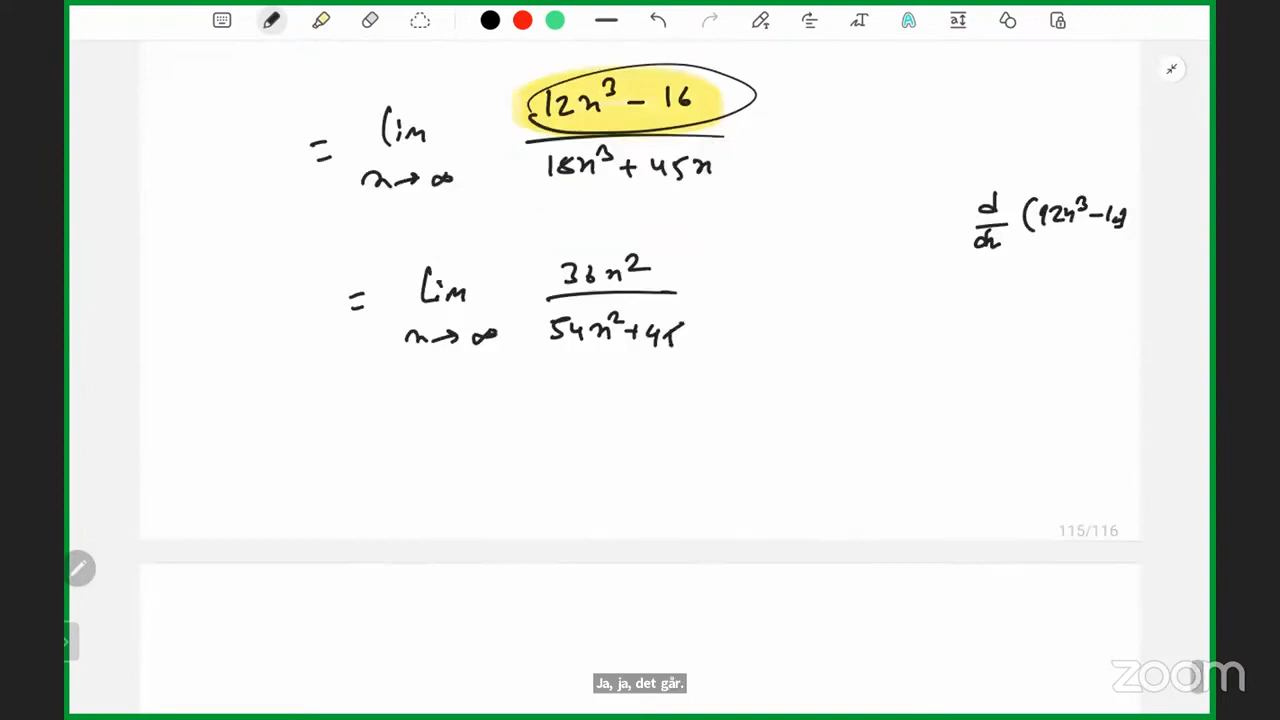 = lim x→∞ (12x³ - 16) / (18x³ + 45x)
d/dx (12x³ - 16)
= lim x→∞ 36x² / (54x² + 45)
115/116
Ja, ja, det går.
zoom